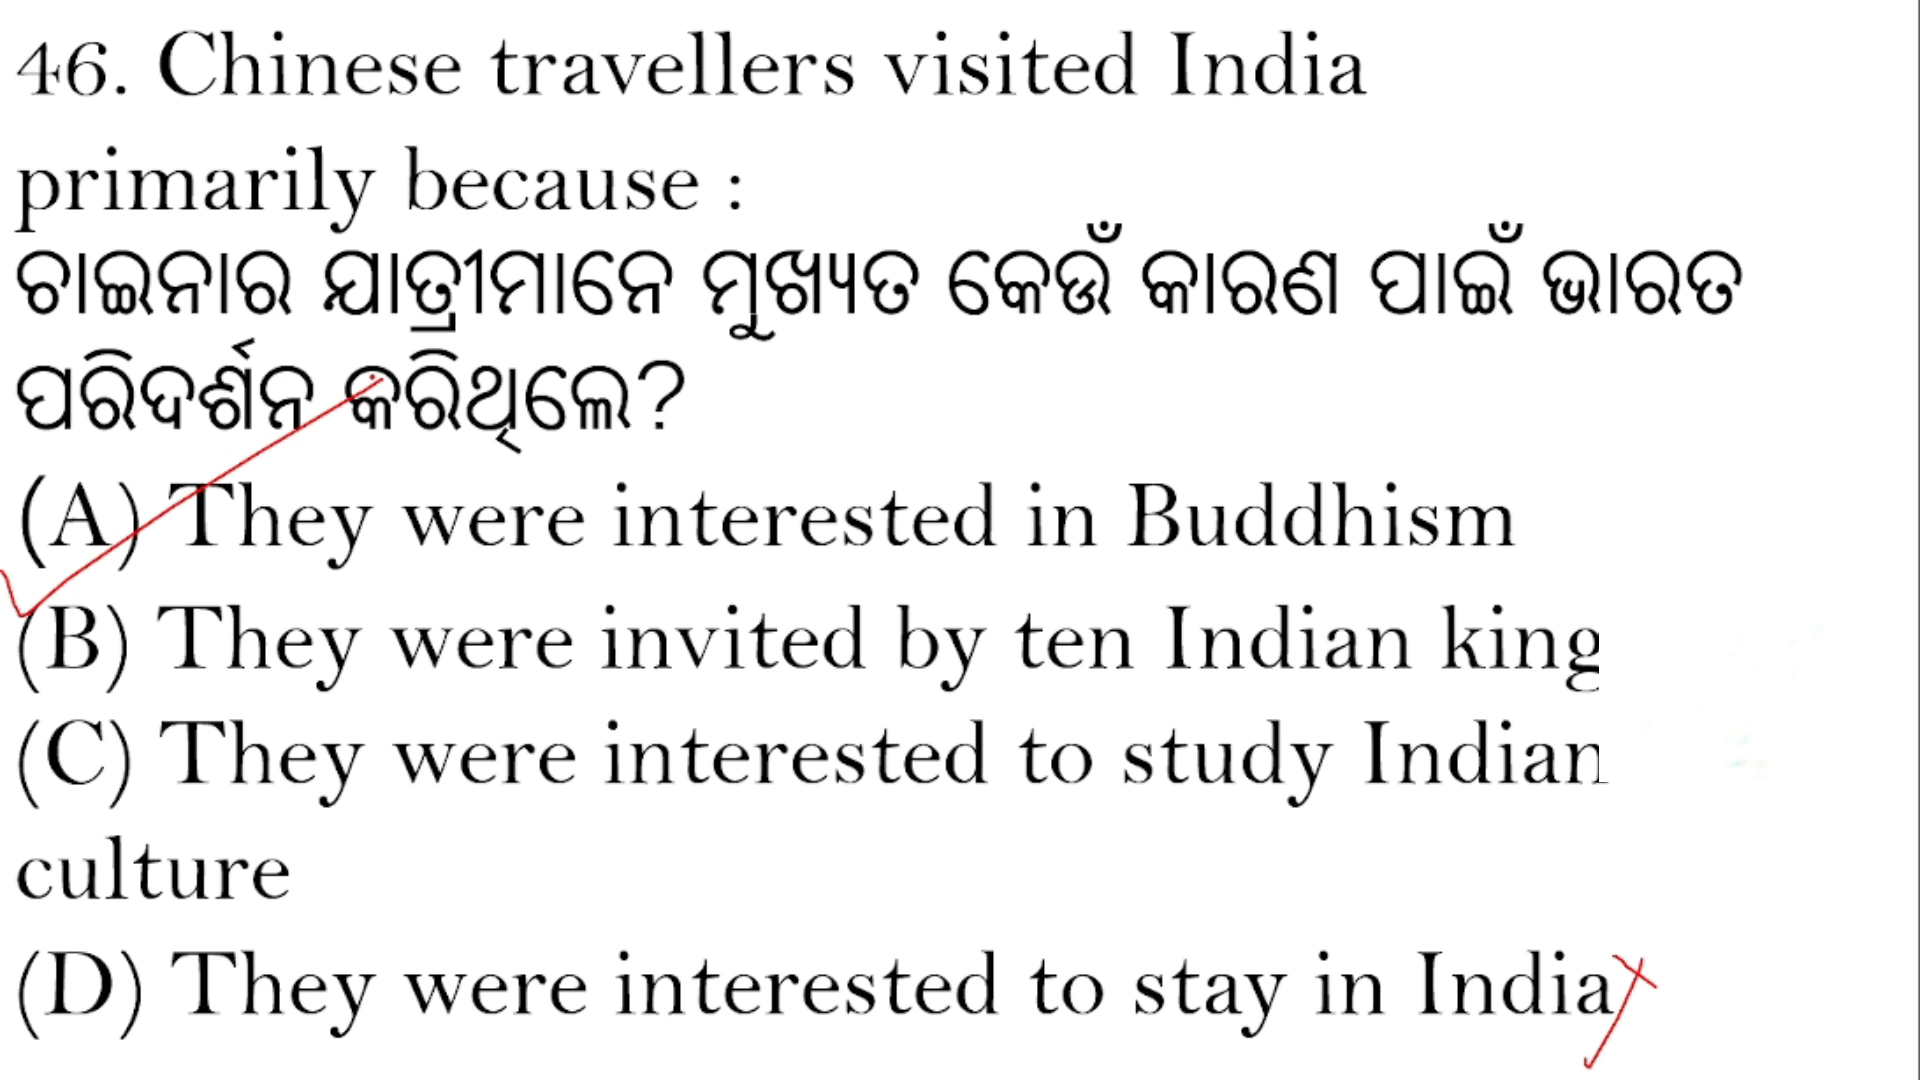 46. Chinese travellers visited India
primarily because :
ଚାଇନାର ଯାତ୍ରୀମାନେ ମୁଖ୍ୟତ କେଉଁ କାରଣ ପାଇଁ ଭାରତ
ପରିଦର୍ଶନ କରିଥିଲେ?
(A) They were interested in Buddhism
(B) They were invited by ten Indian king
(C) They were interested to study Indian
culture
(D) They were interested to stay in India